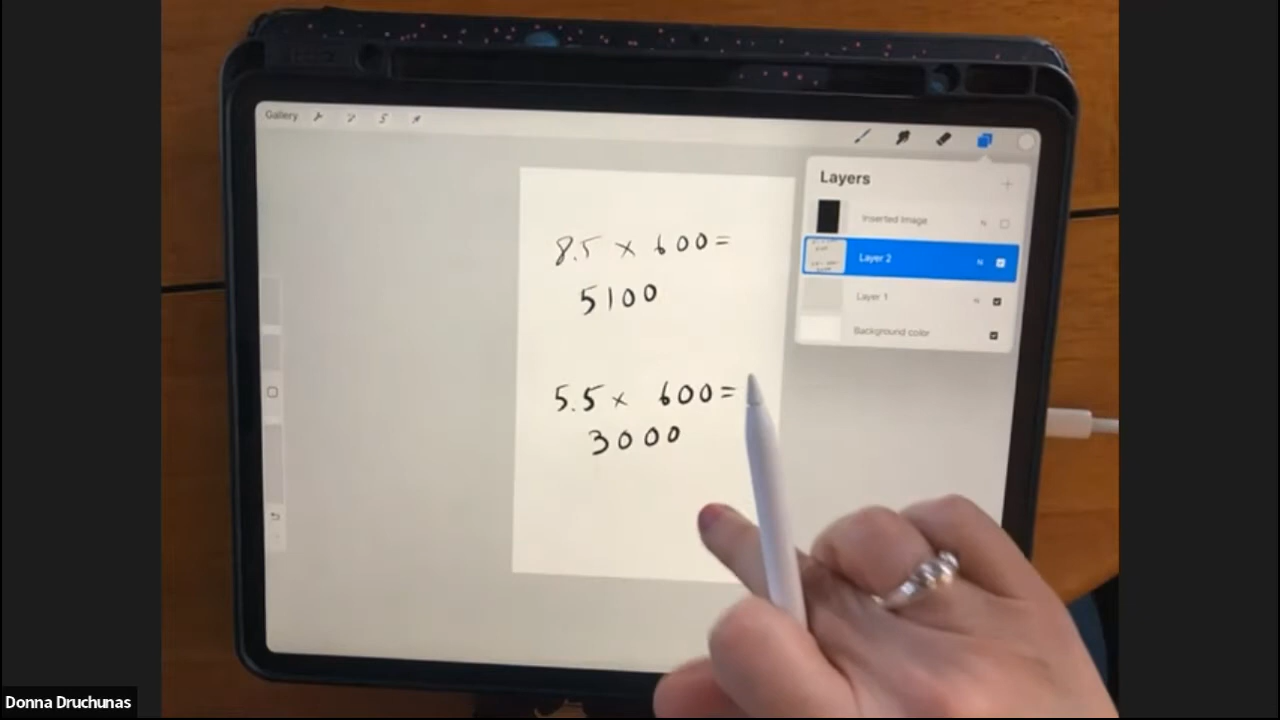 Gallery
Layers
Inserted Image N
8.5 x 600 =
Layer 2 N
5100
Layer 1 N
Background color
5.5 x 600 =
3000
Donna Druchunas